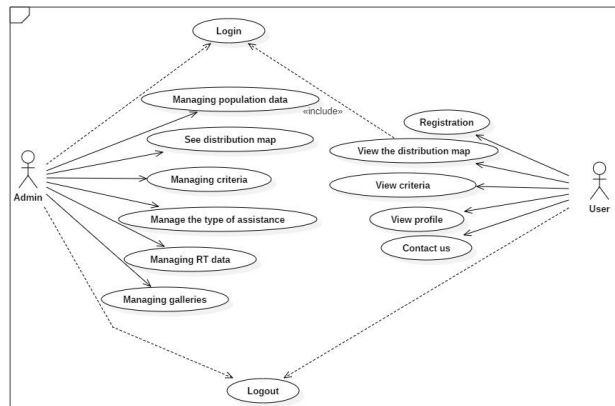 Login
Managing population data
«include»
Registration
See distribution map
View the distribution map
Managing criteria
View criteria
Admin
User
Manage the type of assistance
View profile
Contact us
Managing RT data
Managing galleries
Logout